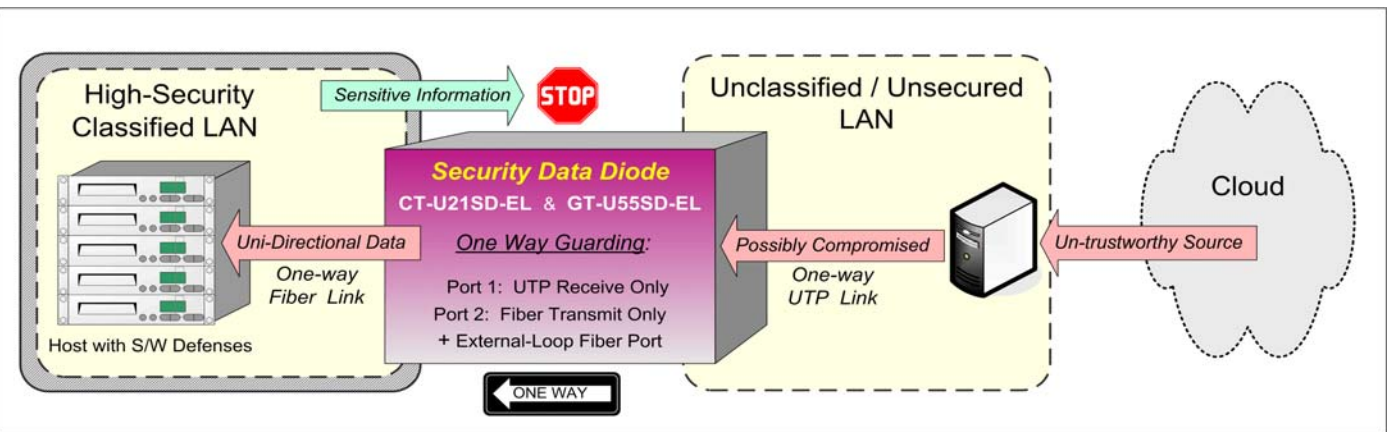 High-Security
Classified LAN
Sensitive Information
STOP
Unclassified / Unsecured
LAN
Cloud
Security Data Diode
CT-U21SD-EL & GT-U55SD-EL
One Way Guarding:
Port 1: UTP Receive Only
Port 2: Fiber Transmit Only
+ External-Loop Fiber Port
Uni-Directional Data
One-way
Fiber Link
Possibly Compromised
One-way
UTP Link
Un-trustworthy Source
Host with S/W Defenses
ONE WAY